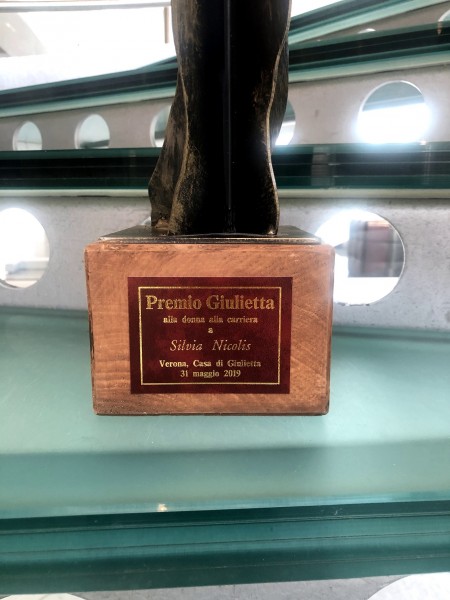 Premio Giulietta
alla donna alla carriera
a
Silvia Nicolis
Verona, Casa di Giulietta
31 maggio 2019